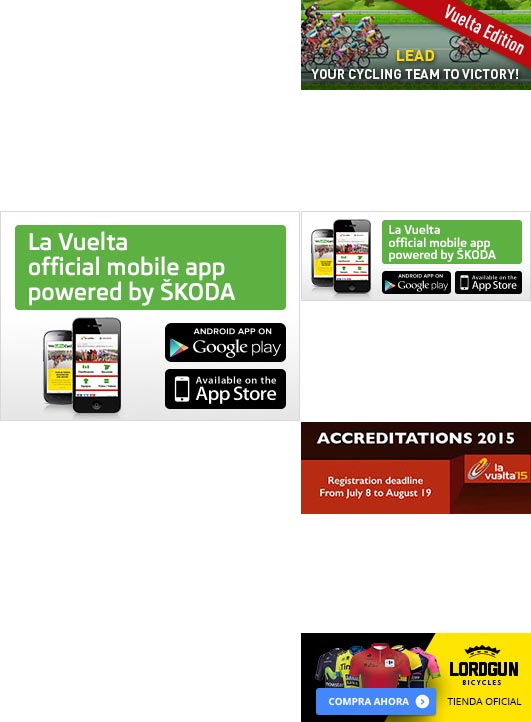 Vuelta Edition
LEAD
YOUR CYCLING TEAM TO VICTORY!
La Vuelta
official mobile app
powered by ŠKODA
ANDROID APP ON
Google play
Available on the
App Store
La Vuelta
official mobile app
powered by ŠKODA
ANDROID APP ON
Google play
Available on the
App Store
ACCREDITATIONS 2015
la
vuelta'15
Registration deadline
From July 8 to August 19
LORDGUN
BICYCLES
COMPRA AHORA
TIENDA OFICIAL